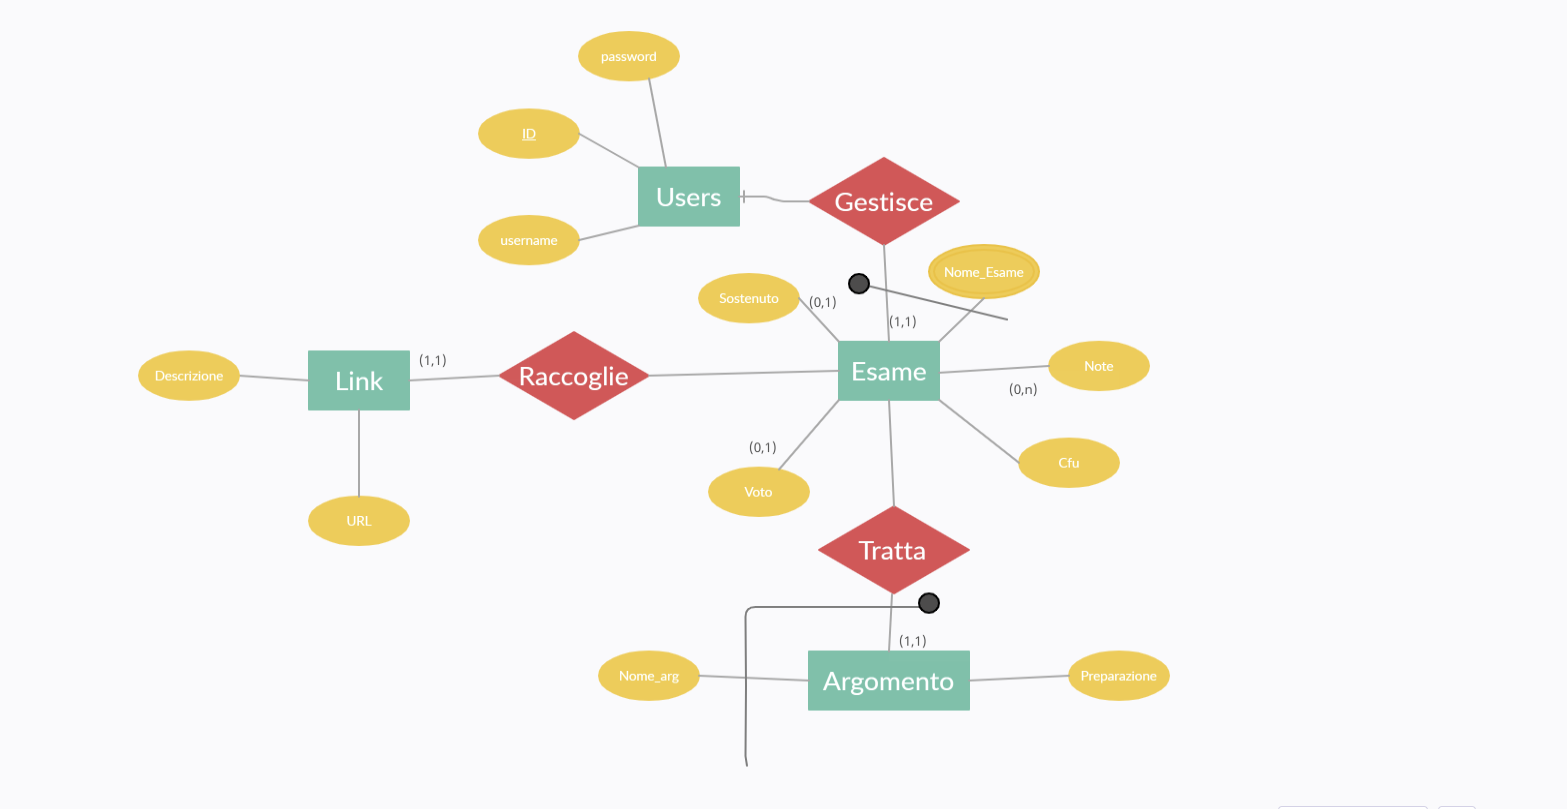 password
ID
Users
Gestisce
username
Nome_Esame
Sostenuto
(0,1)
(1,1)
(1,1)
Descrizione
Link
Raccoglie
Esame
Note
(0,n)
(0,1)
Cfu
Voto
URL
Tratta
(1,1)
Nome_arg
Argomento
Preparazione